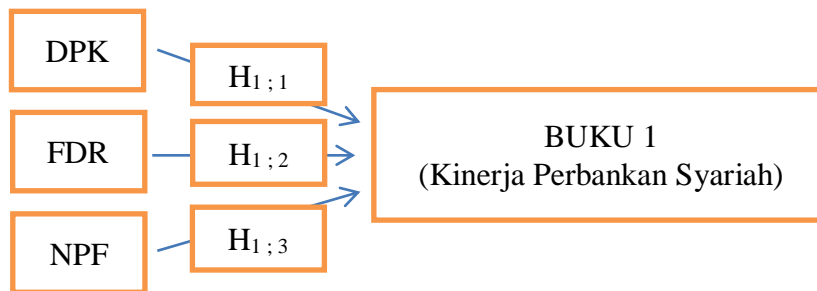 DPK
H1 ; 1
FDR
H1 ; 2
BUKU 1
(Kinerja Perbankan Syariah)
NPF
H1 ; 3